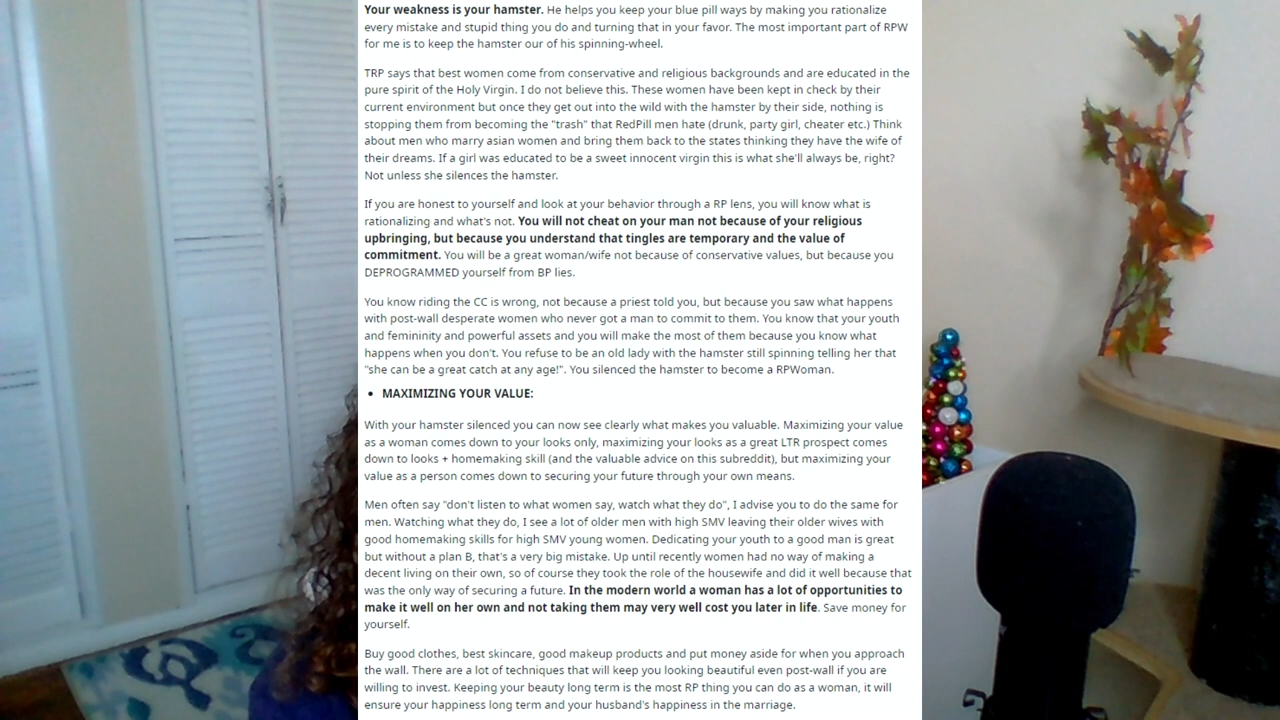 Your weakness is your hamster. He helps you keep your blue pill ways by making you rationalize
every mistake and stupid thing you do and turning that in your favor. The most important part of RPW
for me is to keep the hamster our of his spinning-wheel.
TRP says that best women come from conservative and religious backgrounds and are educated in the
pure spirit of the Holy Virgin. I do not believe this. These women have been kept in check by their
current environment but once they get out into the wild with the hamster by their side, nothing is
stopping them from becoming the "trash" that RedPill men hate (drunk, party girl, cheater etc.) Think
about men who marry asian women and bring them back to the states thinking they have the wife of
their dreams. If a girl was educated to be a sweet innocent virgin this is what she'll always be, right?
Not unless she silences the hamster.
If you are honest to yourself and look at your behavior through a RP lens, you will know what is
rationalizing and what's not. You will not cheat on your man not because of your religious
upbringing, but because you understand that tingles are temporary and the value of
commitment. You will be a great woman/wife not because of conservative values, but because you
DEPROGRAMMED yourself from BP lies.
You know riding the CC is wrong, not because a priest told you, but because you saw what happens
with post-wall desperate women who never got a man to commit to them. You know that your youth
and femininity and powerful assets and you will make the most of them because you know what
happens when you don't. You refuse to be an old lady with the hamster still spinning telling her that
"she can be a great catch at any age!". You silenced the hamster to become a RPWoman.
• MAXIMIZING YOUR VALUE:
With your hamster silenced you can now see clearly what makes you valuable. Maximizing your value
as a woman comes down to your looks only, maximizing your looks as a great LTR prospect comes
down to looks + homemaking skill (and the valuable advice on this subreddit), but maximizing your
value as a person comes down to securing your future through your own means.
Men often say "don't listen to what women say, watch what they do", I advise you to do the same for
men. Watching what they do, I see a lot of older men with high SMV leaving their older wives with
good homemaking skills for high SMV young women. Dedicating your youth to a good man is great
but without a plan B, that's a very big mistake. Up until recently women had no way of making a
decent living on their own, so of course they took the role of the housewife and did it well because that
was the only way of securing a future. In the modern world a woman has a lot of opportunities to
make it well on her own and not taking them may very well cost you later in life. Save money for
yourself.
Buy good clothes, best skincare, good makeup products and put money aside for when you approach
the wall. There are a lot of techniques that will keep you looking beautiful even post-wall if you are
willing to invest. Keeping your beauty long term is the most RP thing you can do as a woman, it will
ensure your happiness long term and your husband's happiness in the marriage.